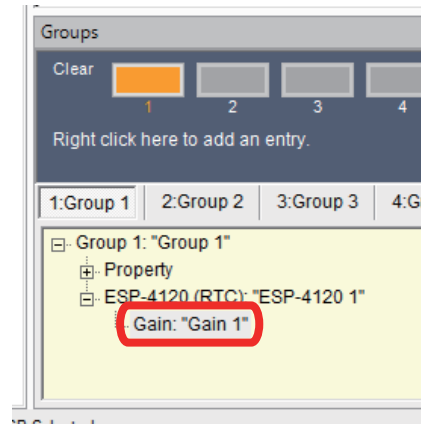 Groups
Clear
1 2 3 4
Right click here to add an entry.
1:Group 1 2:Group 2 3:Group 3 4:G
Group 1: "Group 1"
Property
ESP-4120 (RTC): "ESP-4120 1"
Gain: "Gain 1"